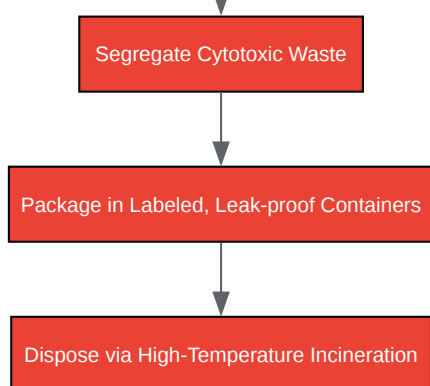 Segregate Cytotoxic Waste
Package in Labeled, Leak-proof Containers
Dispose via High-Temperature Incineration